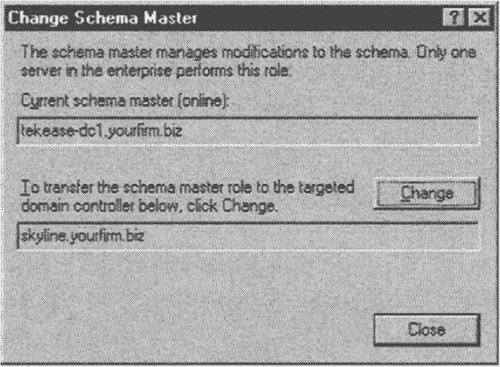 Change Schema Master
The schema master manages modifications to the schema. Only one
server in the enterprise performs this role.
Current schema master (online):
tekease-dc1.yourfirm.biz
To transfer the schema master role to the targeted
domain controller below, click Change.
Change
skyline.yourfirm.biz
Close